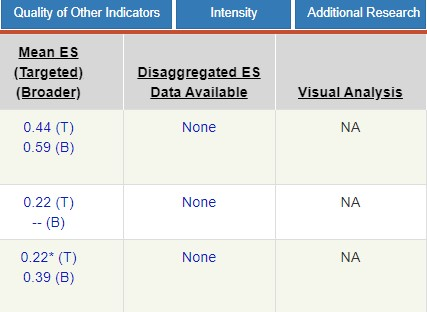 Quality of Other Indicators Intensity Additional Research
Mean ES
(Targeted)
(Broader)
Disaggregated ES
Data Available
Visual Analysis
0.44 (T)
0.59 (B)
None
NA
0.22 (T)
-- (B)
None
NA
0.22* (T)
0.39 (B)
None
NA